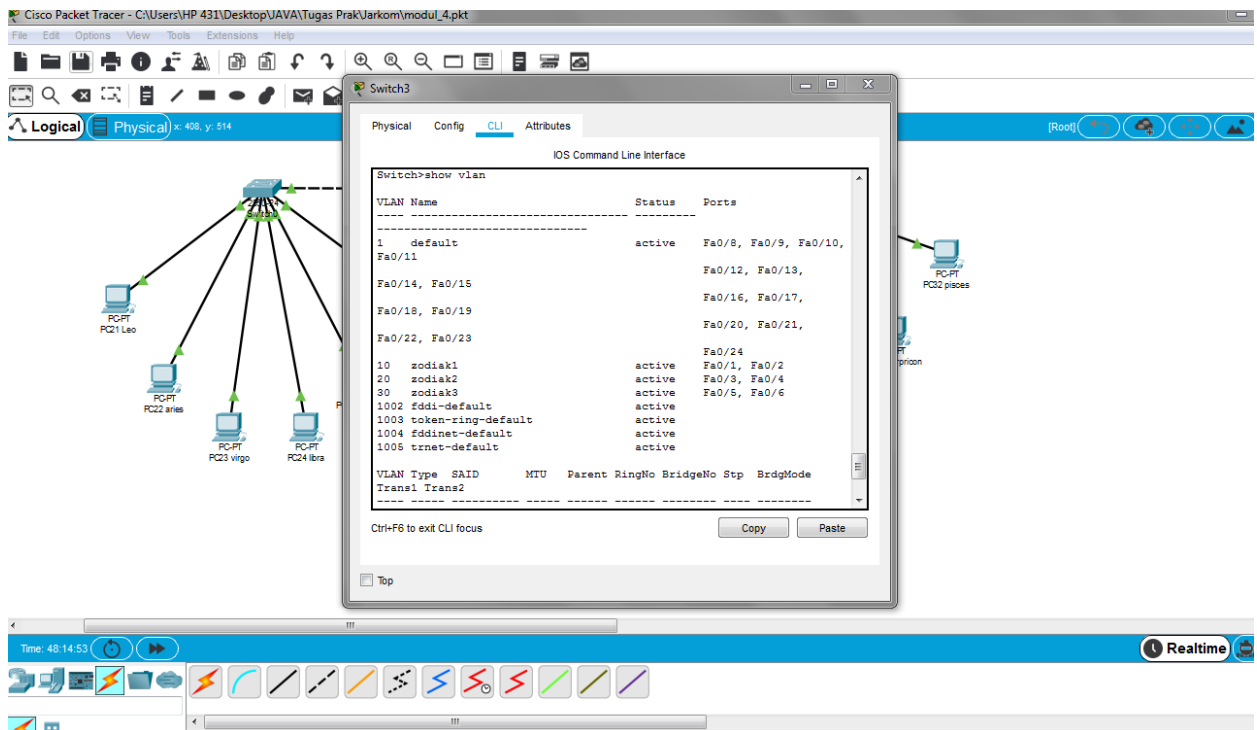 Cisco Packet Tracer - C:\Users\HP 431\Desktop\JAVA\Tugas Prak\Jarkom\modul_4.pkt
File Edit Options View Tools Extensions Help
Logical Physical x: 408, y: 514 [Root]
Switch3
Physical Config CLI Attributes
IOS Command Line Interface
Switch>show vlan
VLAN Name Status Ports
---- -------------------------------- --------- -------------------------------
1 default active Fa0/8, Fa0/9, Fa0/10,
Fa0/11
Fa0/12, Fa0/13,
Fa0/14, Fa0/15
Fa0/16, Fa0/17,
Fa0/18, Fa0/19
Fa0/20, Fa0/21,
Fa0/22, Fa0/23
Fa0/24
10 zodiak1 active Fa0/1, Fa0/2
20 zodiak2 active Fa0/3, Fa0/4
30 zodiak3 active Fa0/5, Fa0/6
1002 fddi-default active
1003 token-ring-default active
1004 fddinet-default active
1005 trnet-default active
VLAN Type SAID MTU Parent RingNo BridgeNo Stp BrdgMode
Trans1 Trans2
---- ----- ---------- ----- ------ ------ -------- ---- --------
Ctrl+F6 to exit CLI focus
Copy Paste
Top
PC-PT
PC21 Leo
PC-PT
PC22 aries
PC-PT
PC23 virgo
PC-PT
PC24 libra
PC-PT
PC32 pisces
Time: 48:14:53
Realtime